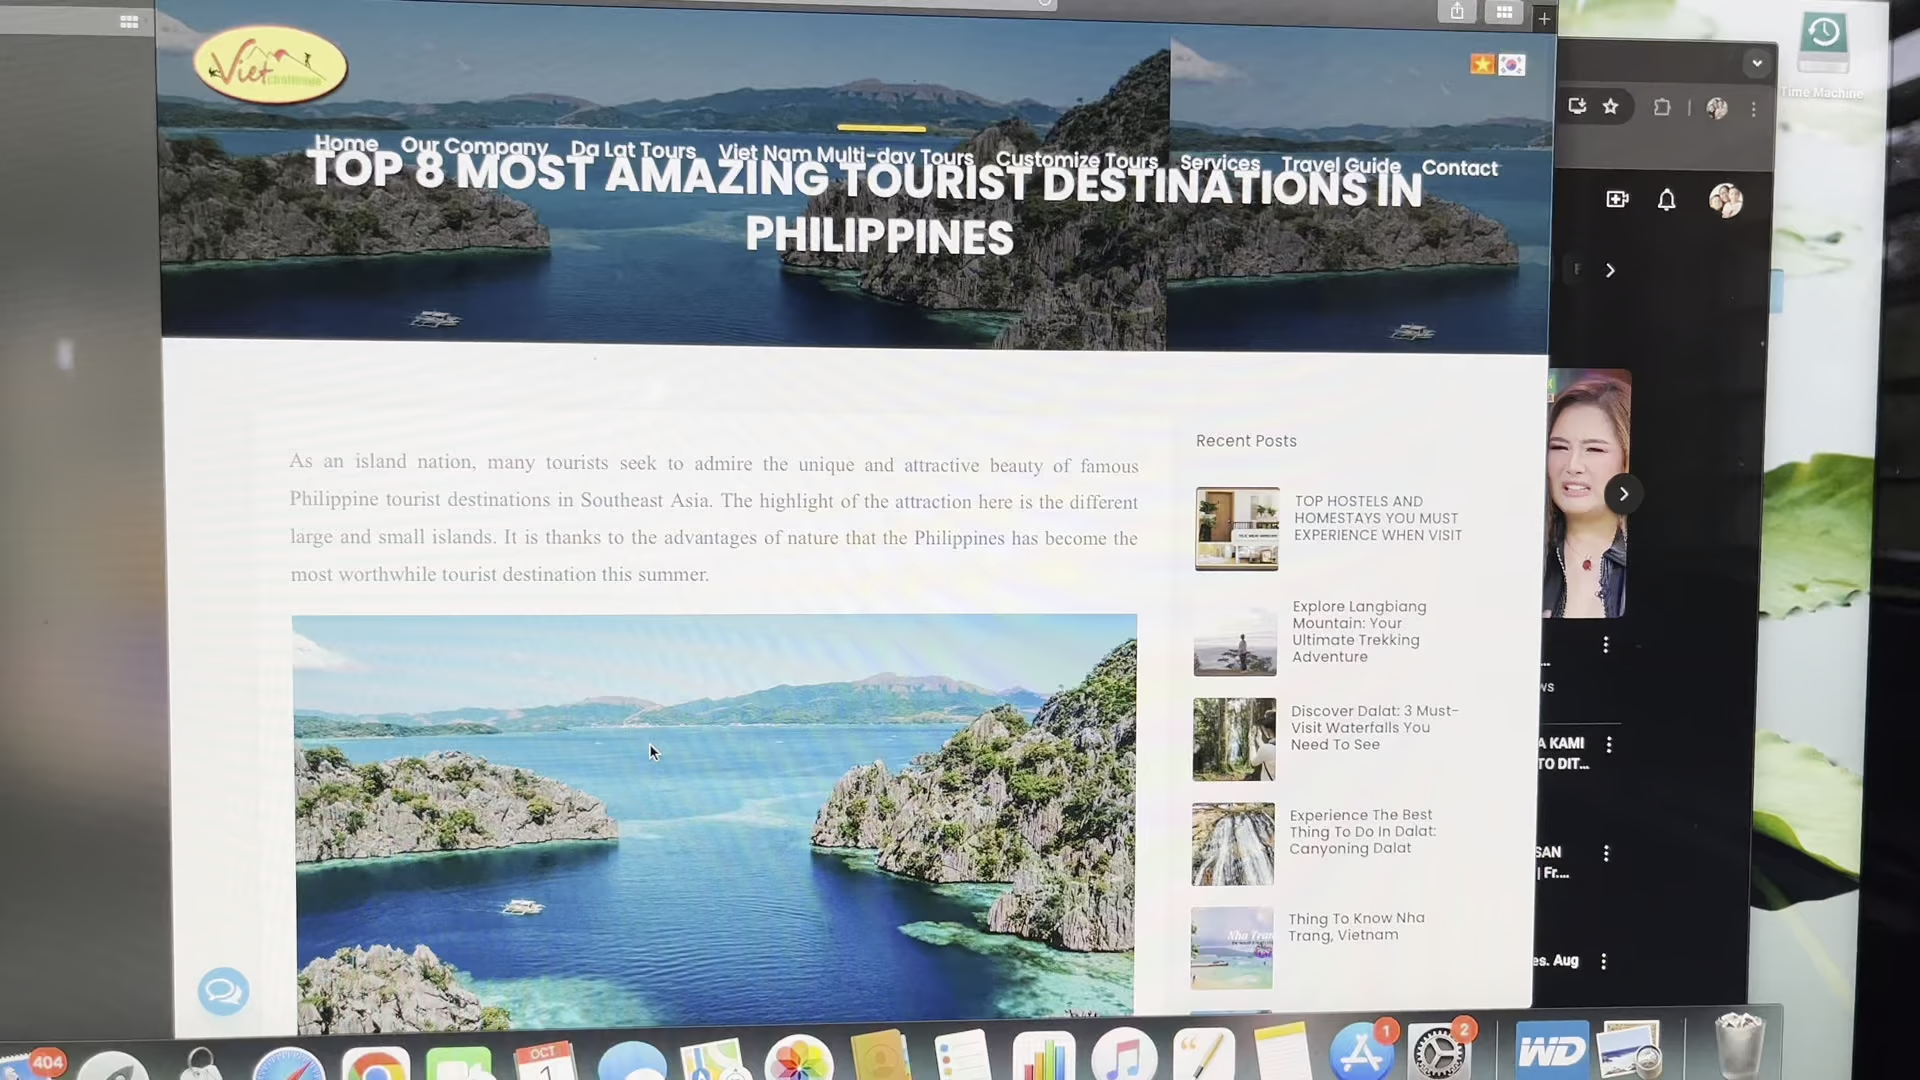 Viet
challenge
Time Machine
Home Our Company Da Lat Tours Viet Nam Multi-day Tours Customize Tours Services Travel Guide Contact
TOP 8 MOST AMAZING TOURIST DESTINATIONS IN
PHILIPPINES
As an island nation, many tourists seek to admire the unique and attractive beauty of famous
Philippine tourist destinations in Southeast Asia. The highlight of the attraction here is the different
large and small islands. It is thanks to the advantages of nature that the Philippines has become the
most worthwhile tourist destination this summer.
Recent Posts
TOP HOSTELS AND
HOMESTAYS YOU MUST
EXPERIENCE WHEN VISIT
Explore Langbiang
Mountain: Your
Ultimate Trekking
Adventure
Discover Dalat: 3 Must-
Visit Waterfalls You
Need To See
Experience The Best
Thing To Do In Dalat:
Canyoning Dalat
Thing To Know Nha
Trang, Vietnam
Nha Tran
...
ws
A KAMI
TO DIT...
SAN
| Fr....
es. Aug
404
OCT
1
1
2
WD